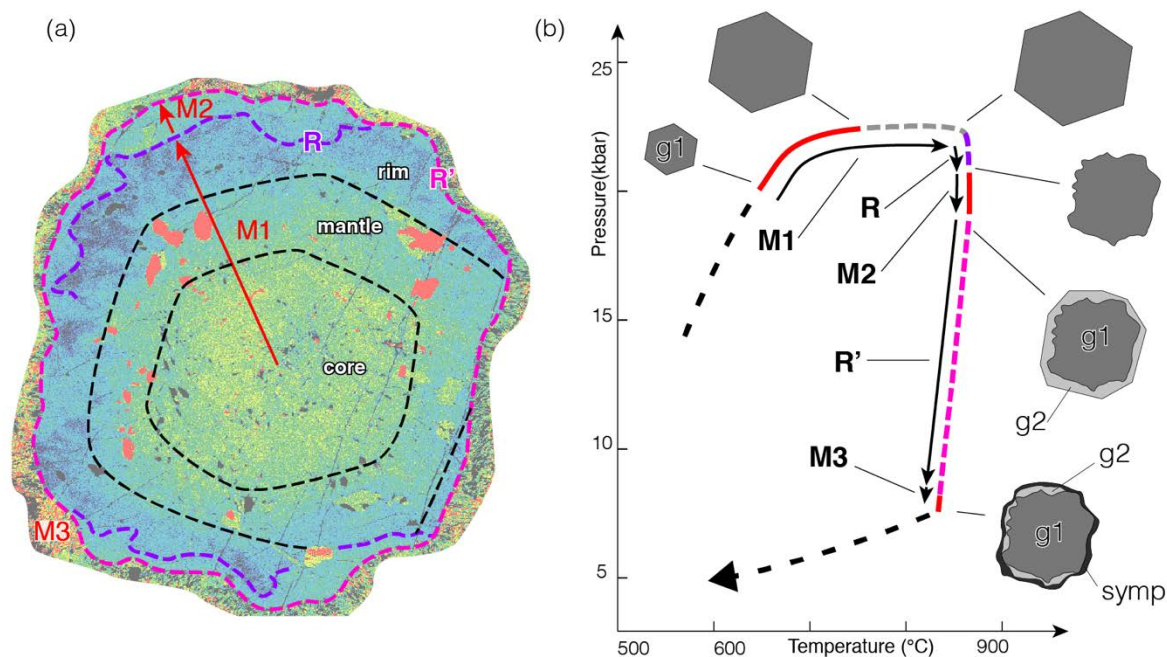 (a)
M2
R
rim
R'
M1
mantle
core
M3
(b)
25
g1
R
M1
M2
15
g1
R'
g2
10
M3
g2
g1
5
symp
500
600
Temperature (°C)
900
Pressure(kbar)